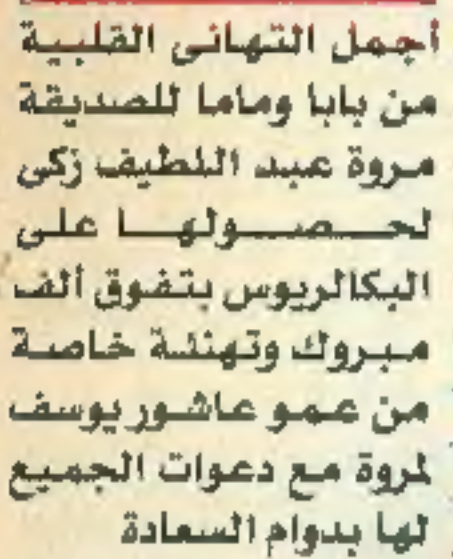 أجمل التهانى القلبية
من بابا وماما للصديقة
مروة عبد اللطيف زكى
لحصولها على
البكالريوس بتفوق ألف
مبروك وتهنئة خاصة
من عمو عاشور يوسف
لمروة مع دعوات الجميع
لها بدوام السعادة